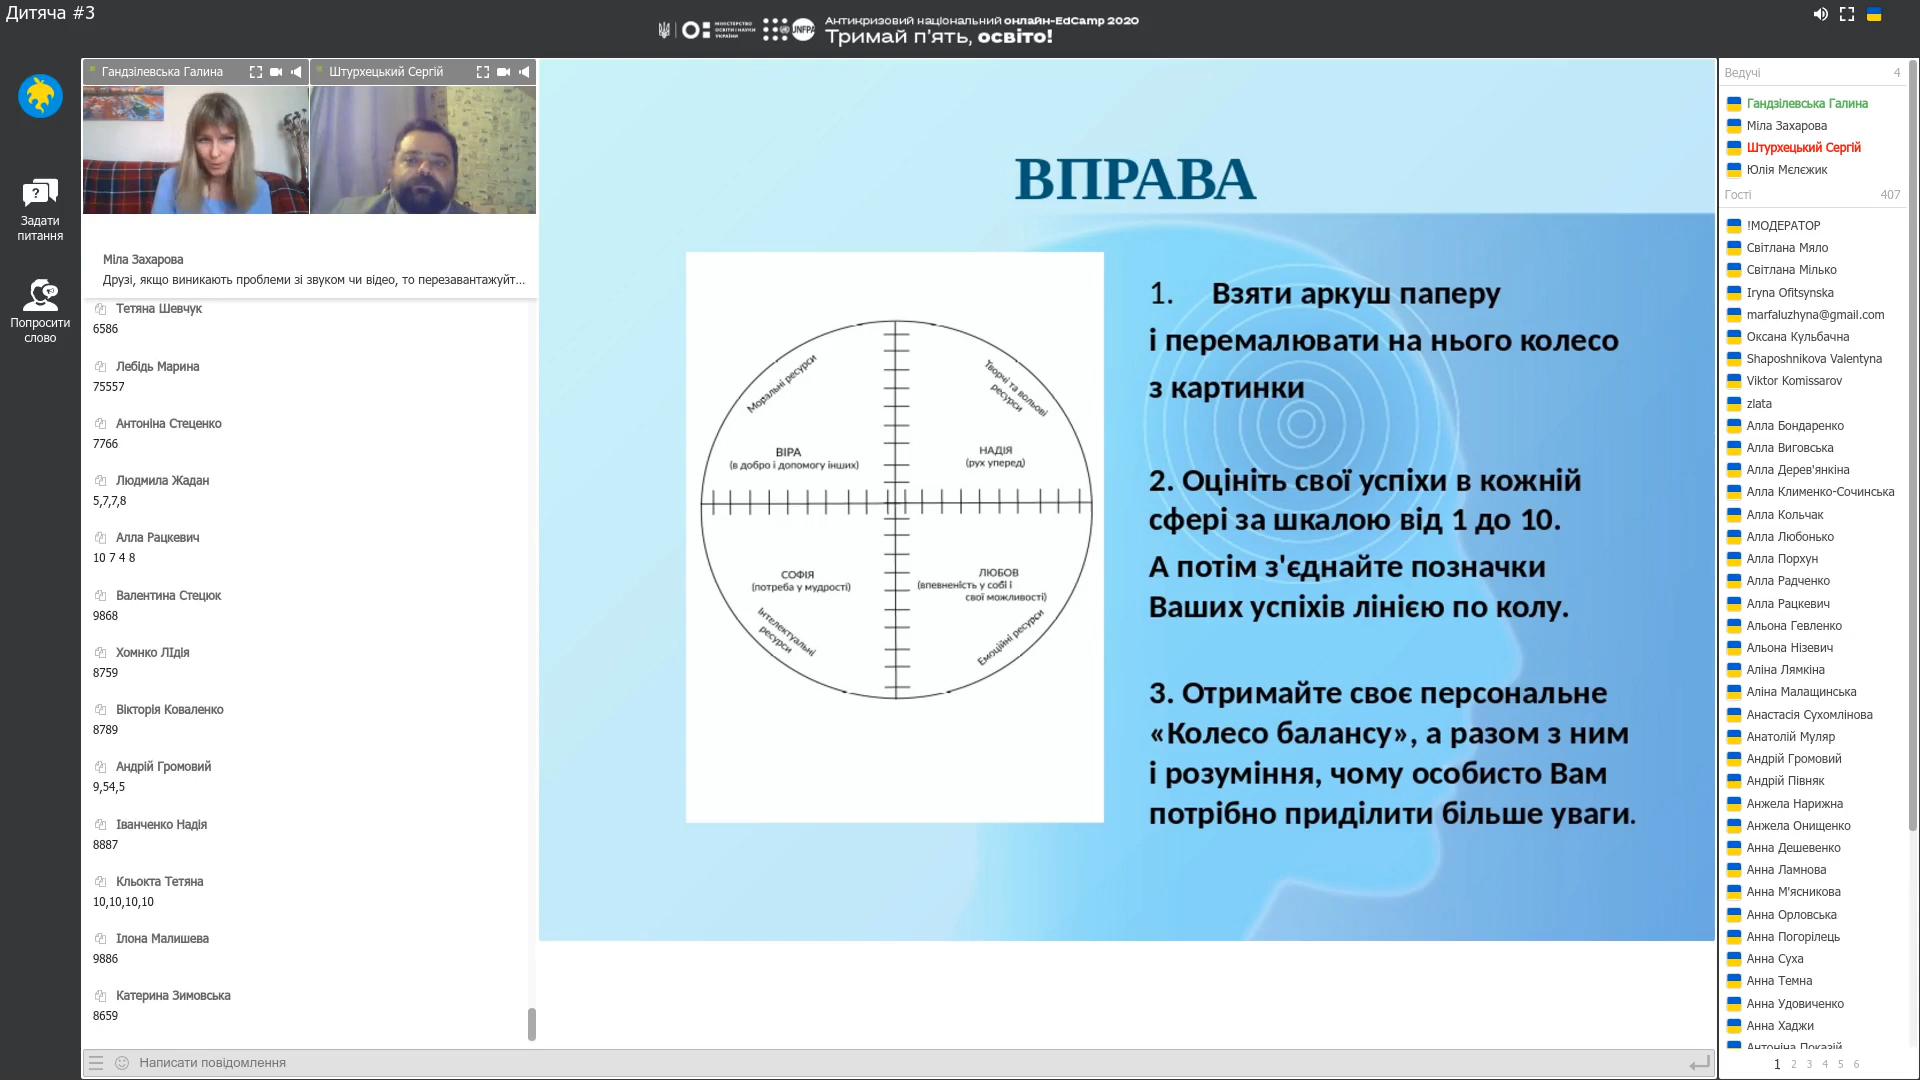 Дитяча #3
МІНІСТЕРСТВО
ОСВІТИ І НАУКИ
УКРАЇНИ
UNFPA
Антикризовий національний онлайн-EdCamp 2020
Тримай п'ять, освіто!
Задати
питання
Попросити
слово
Гандзілевська Галина
Штурхецький Сергій
Міла Захарова
Друзі, якщо виникають проблеми зі звуком чи відео, то перезавантажуйт...
Тетяна Шевчук
6586
Лебідь Марина
75557
Антоніна Стеценко
7766
Людмила Жадан
5,7,7,8
Алла Рацкевич
10 7 4 8
Валентина Стецюк
9868
Хомнко ЛІдія
8759
Вікторія Коваленко
8789
Андрій Громовий
9,54,5
Іванченко Надія
8887
Кльокта Тетяна
10,10,10,10
Ілона Малишева
9886
Катерина Зимовська
8659
Написати повідомлення
ВПРАВА
Моральні ресурси
Творчі та вольові
ресурси
ВІРА
(в добро і допомогу інших)
НАДІЯ
(рух уперед)
СОФІЯ
(потреба у мудрості)
ЛЮБОВ
(впевненість у собі і
свої можливості)
Інтелектуальні
ресурси
Емоційні ресурси
1. Взяти аркуш паперу
і перемалювати на нього колесо
з картинки
2. Оцініть свої успіхи в кожній
сфері за шкалою від 1 до 10.
А потім з'єднайте позначки
Ваших успіхів лінією по колу.
3. Отримайте своє персональне
«Колесо балансу», а разом з ним
і розуміння, чому особисто Вам
потрібно приділити більше уваги.
Ведучі 4
Гандзілевська Галина
Міла Захарова
Штурхецький Сергій
Юлія Мєлєжик
Гості 407
!МОДЕРАТОР
Світлана Мяло
Світлана Мілько
Iryna Ofitsynska
marfaluzhyna@gmail.com
Оксана Кульбачна
Shaposhnikova Valentyna
Viktor Komissarov
zlata
Алла Бондаренко
Алла Виговська
Алла Дерев'янкіна
Алла Клименко-Сочинська
Алла Кольчак
Алла Любонько
Алла Порхун
Алла Радченко
Алла Рацкевич
Альона Гевленко
Альона Нізевич
Аліна Лямкіна
Аліна Малащинська
Анастасія Сухомлінова
Анатолій Муляр
Андрій Громовий
Андрій Півняк
Анжела Нарижна
Анжела Онищенко
Анна Дешевенко
Анна Ламнова
Анна М'ясникова
Анна Орловська
Анна Погорілець
Анна Суха
Анна Темна
Анна Удовиченко
Анна Хаджи
Антоніна Показій
1 2 3 4 5 6